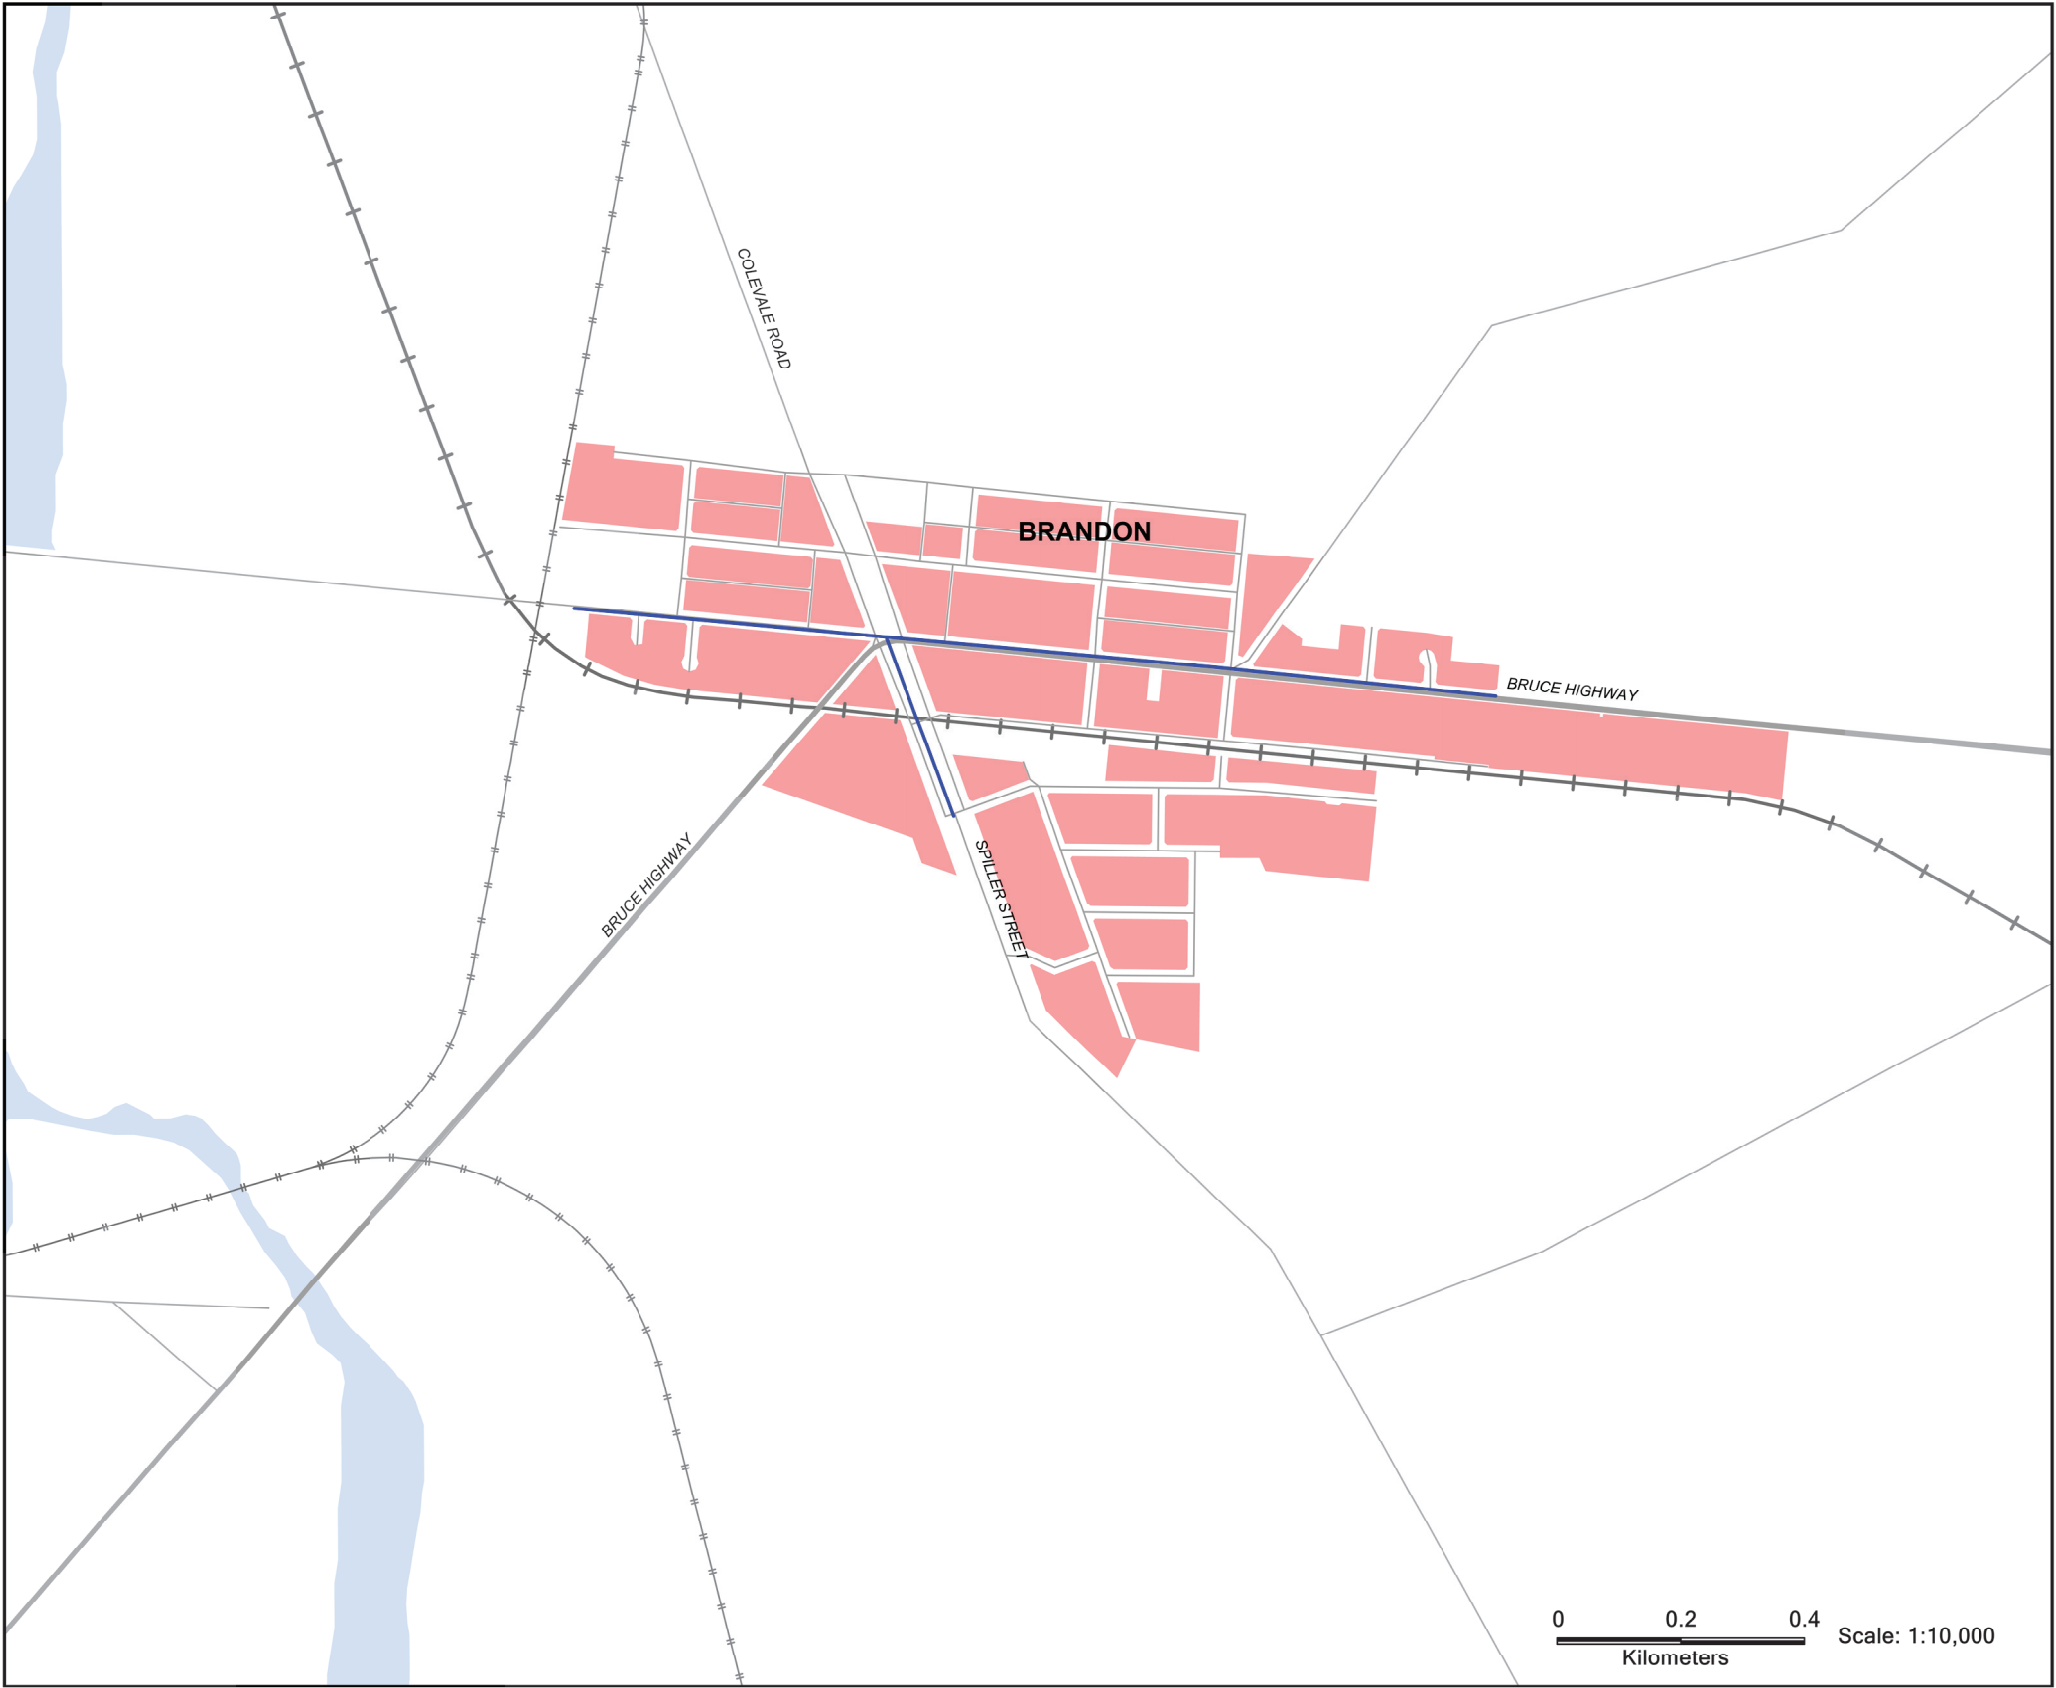 COLEVALE ROAD
BRANDON
BRUCE HIGHWAY
BRUCE HIGHWAY
SPILLER STREET
0 0.2 0.4
Scale: 1:10,000
Kilometers